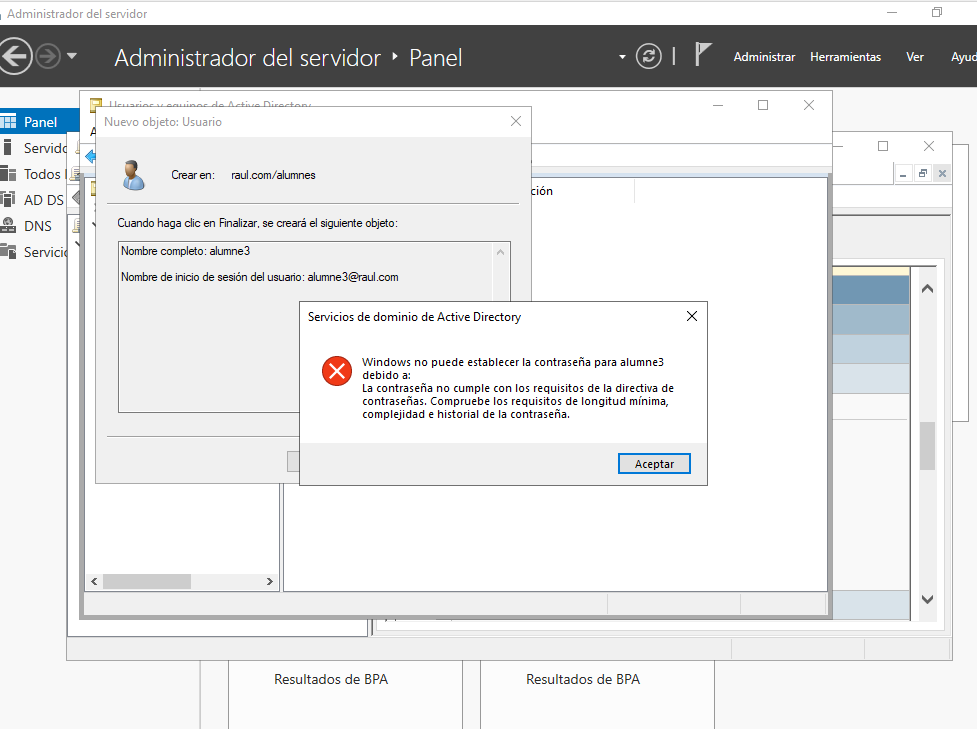 Administrador del servidor
Administrador del servidor
Panel
Administrar
Herramientas
Ver
Usuarios y equipos de Active Directory
Nuevo objeto: Usuario
Panel
Todos
AD DS
DNS
Crear en: raul.com/alumnes
Cuando haga clic en Finalizar, se creará el siguiente objeto:
Nombre completo: alumne3
Nombre de inicio de sesión del usuario: alumne3@raul.com
Servicios de dominio de Active Directory
Windows no puede establecer la contraseña para alumne3
debido a:
La contraseña no cumple con los requisitos de la directiva de
contraseñas. Compruebe los requisitos de longitud mínima,
complejidad e historial de la contraseña.
Aceptar
Resultados de BPA
Resultados de BPA